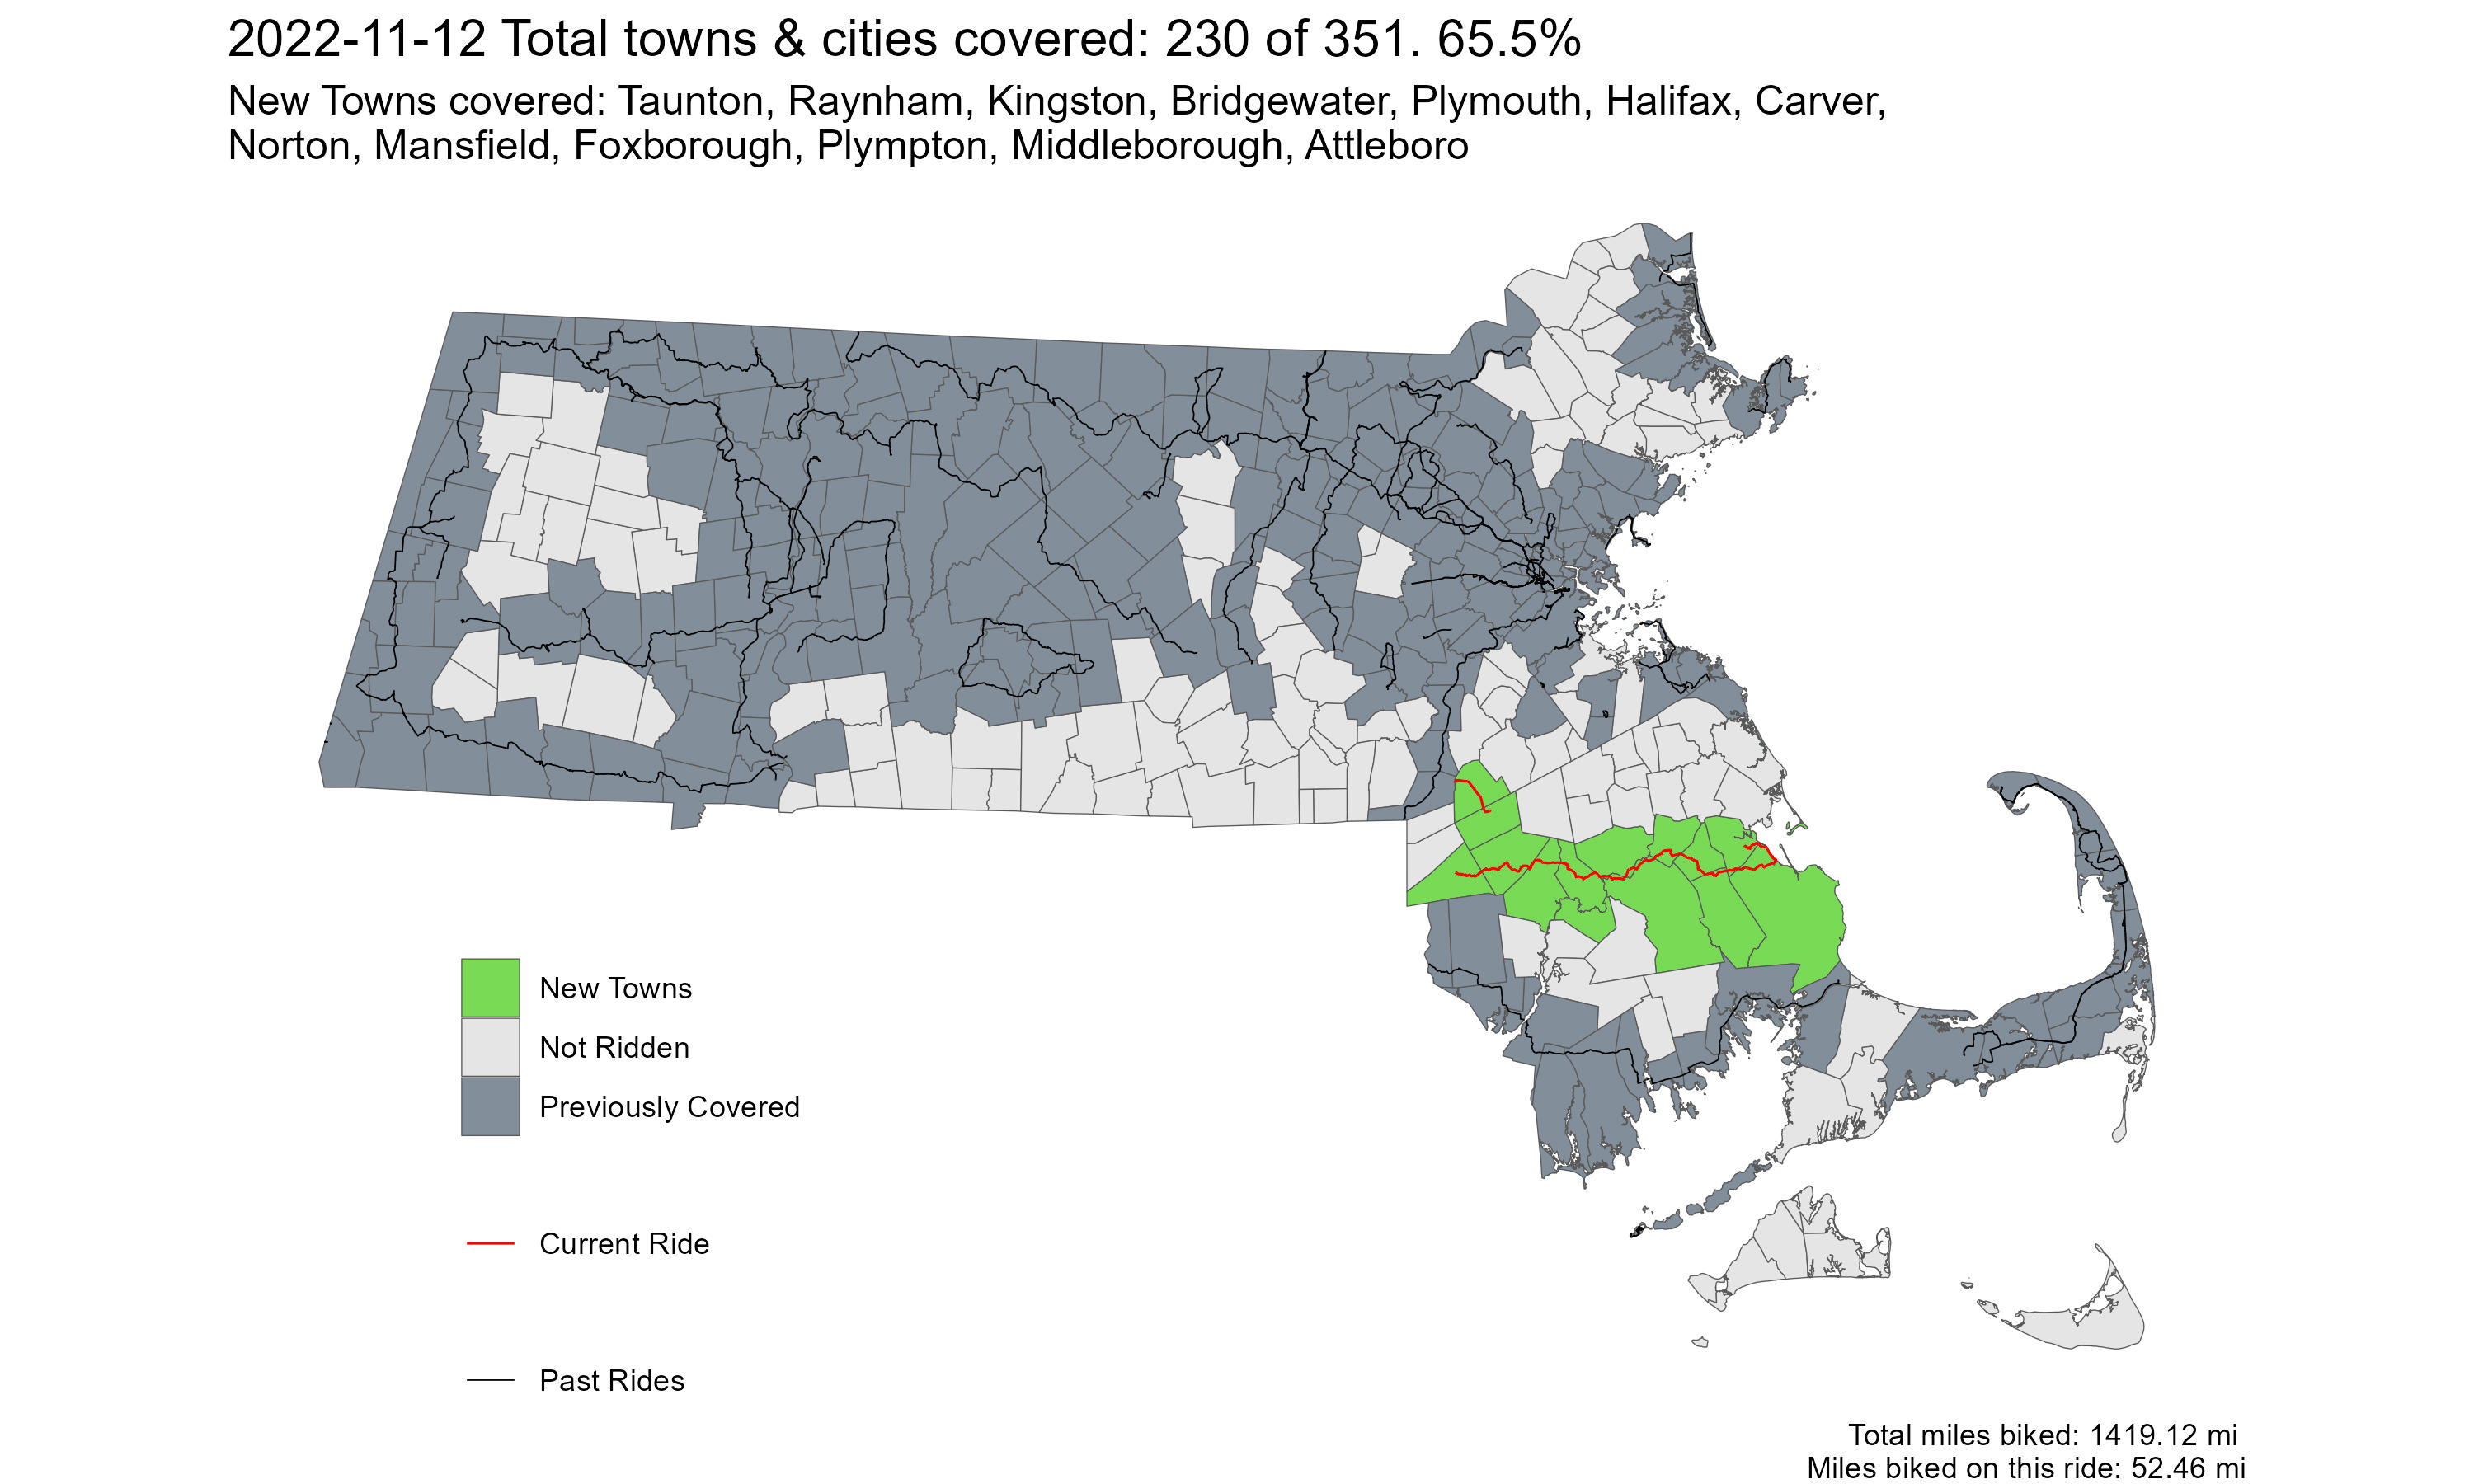 2022-11-12 Total towns & cities covered: 230 of 351. 65.5%
New Towns covered: Taunton, Raynham, Kingston, Bridgewater, Plymouth, Halifax, Carver,
Norton, Mansfield, Foxborough, Plympton, Middleborough, Attleboro
New Towns
Not Ridden
Previously Covered
Current Ride
Past Rides
Total miles biked: 1419.12 mi
Miles biked on this ride: 52.46 mi